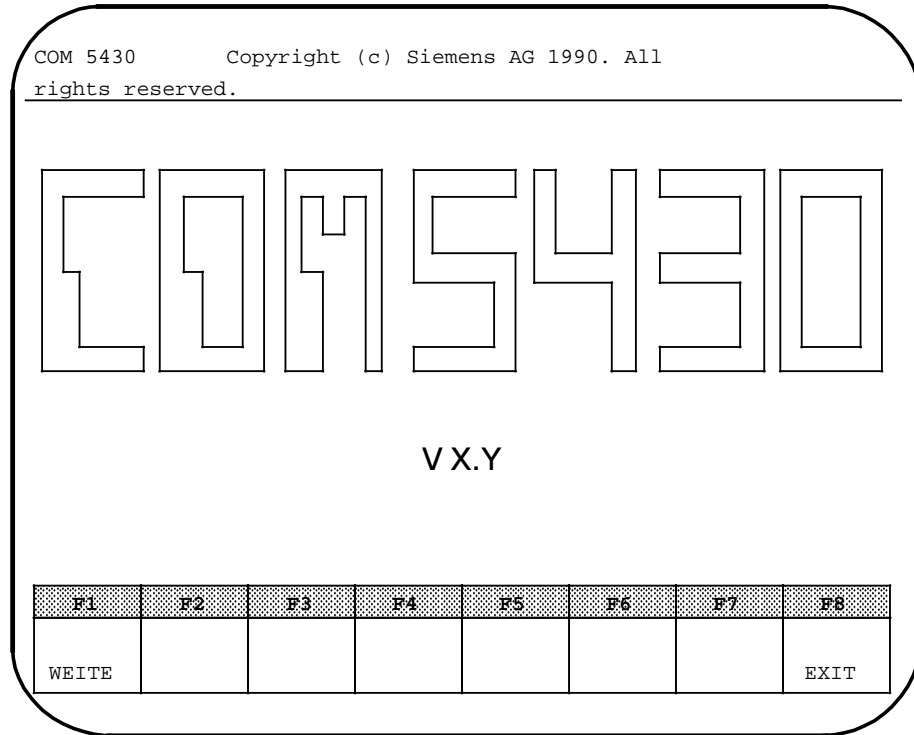 COM 5430 Copyright (c) Siemens AG 1990. All
rights reserved.
COM5430
V X.Y
F1 F2 F3 F4 F5 F6 F7 F8
WEITE EXIT